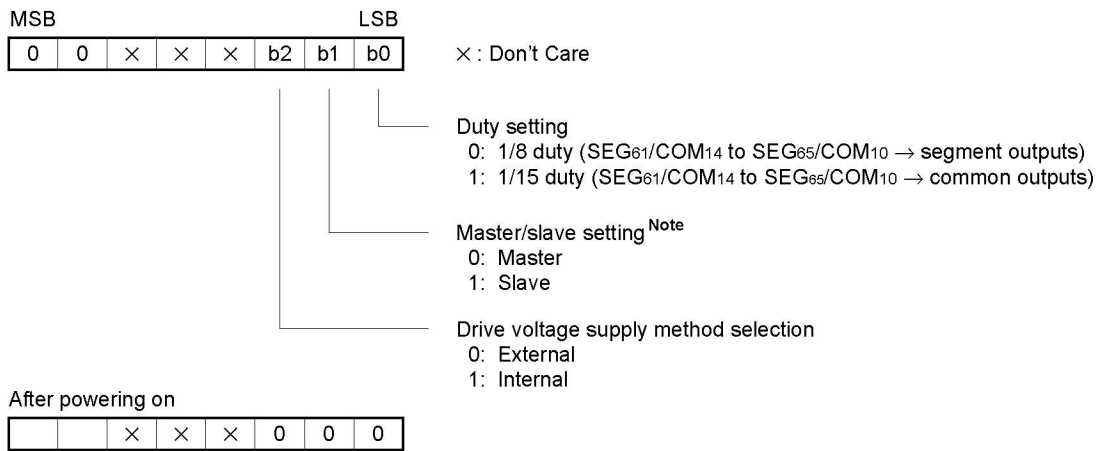 MSB LSB
0 0 × × × b2 b1 b0 × : Don't Care
Duty setting
0: 1/8 duty (SEG61/COM14 to SEG65/COM10 → segment outputs)
1: 1/15 duty (SEG61/COM14 to SEG65/COM10 → common outputs)
Master/slave setting Note
0: Master
1: Slave
Drive voltage supply method selection
0: External
1: Internal
After powering on
× × × 0 0 0